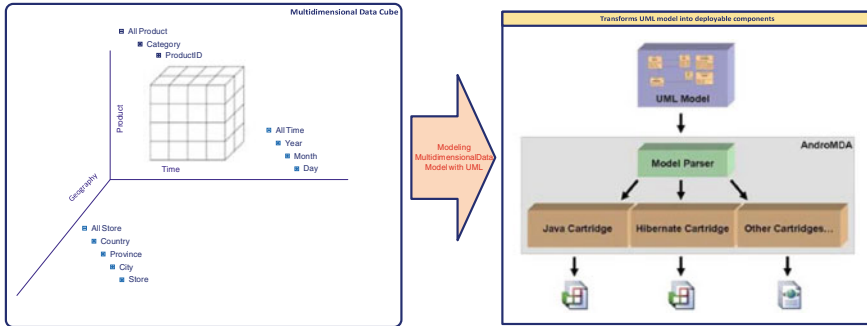 Multidimensional Data Cube
All Product
Category
ProductID
Product
All Time
Year
Month
Day
Time
Geography
All Store
Country
Province
City
Store
Modeling
MultidimensionalData
Model with UML
Transforms UML model into deployable components
UML Model
AndroMDA
Model Parser
Java Cartridge
Hibernate Cartridge
Other Cartridges...